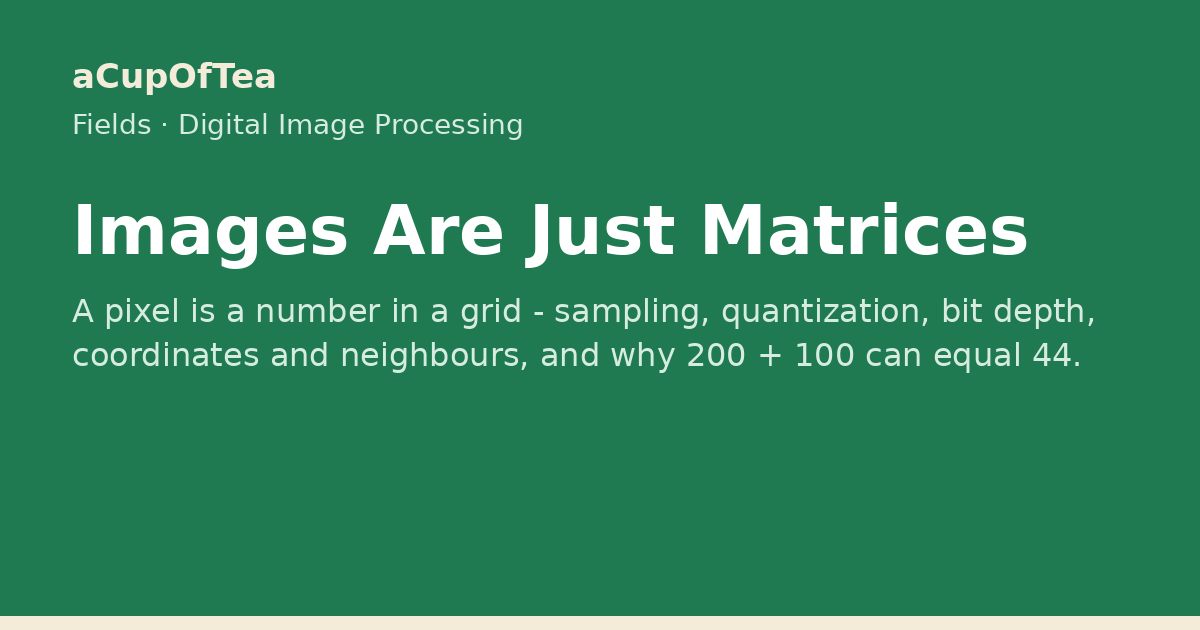 aCupOfTea
Fields · Digital Image Processing
Images Are Just Matrices
A pixel is a number in a grid - sampling, quantization, bit depth,
coordinates and neighbours, and why 200 + 100 can equal 44.